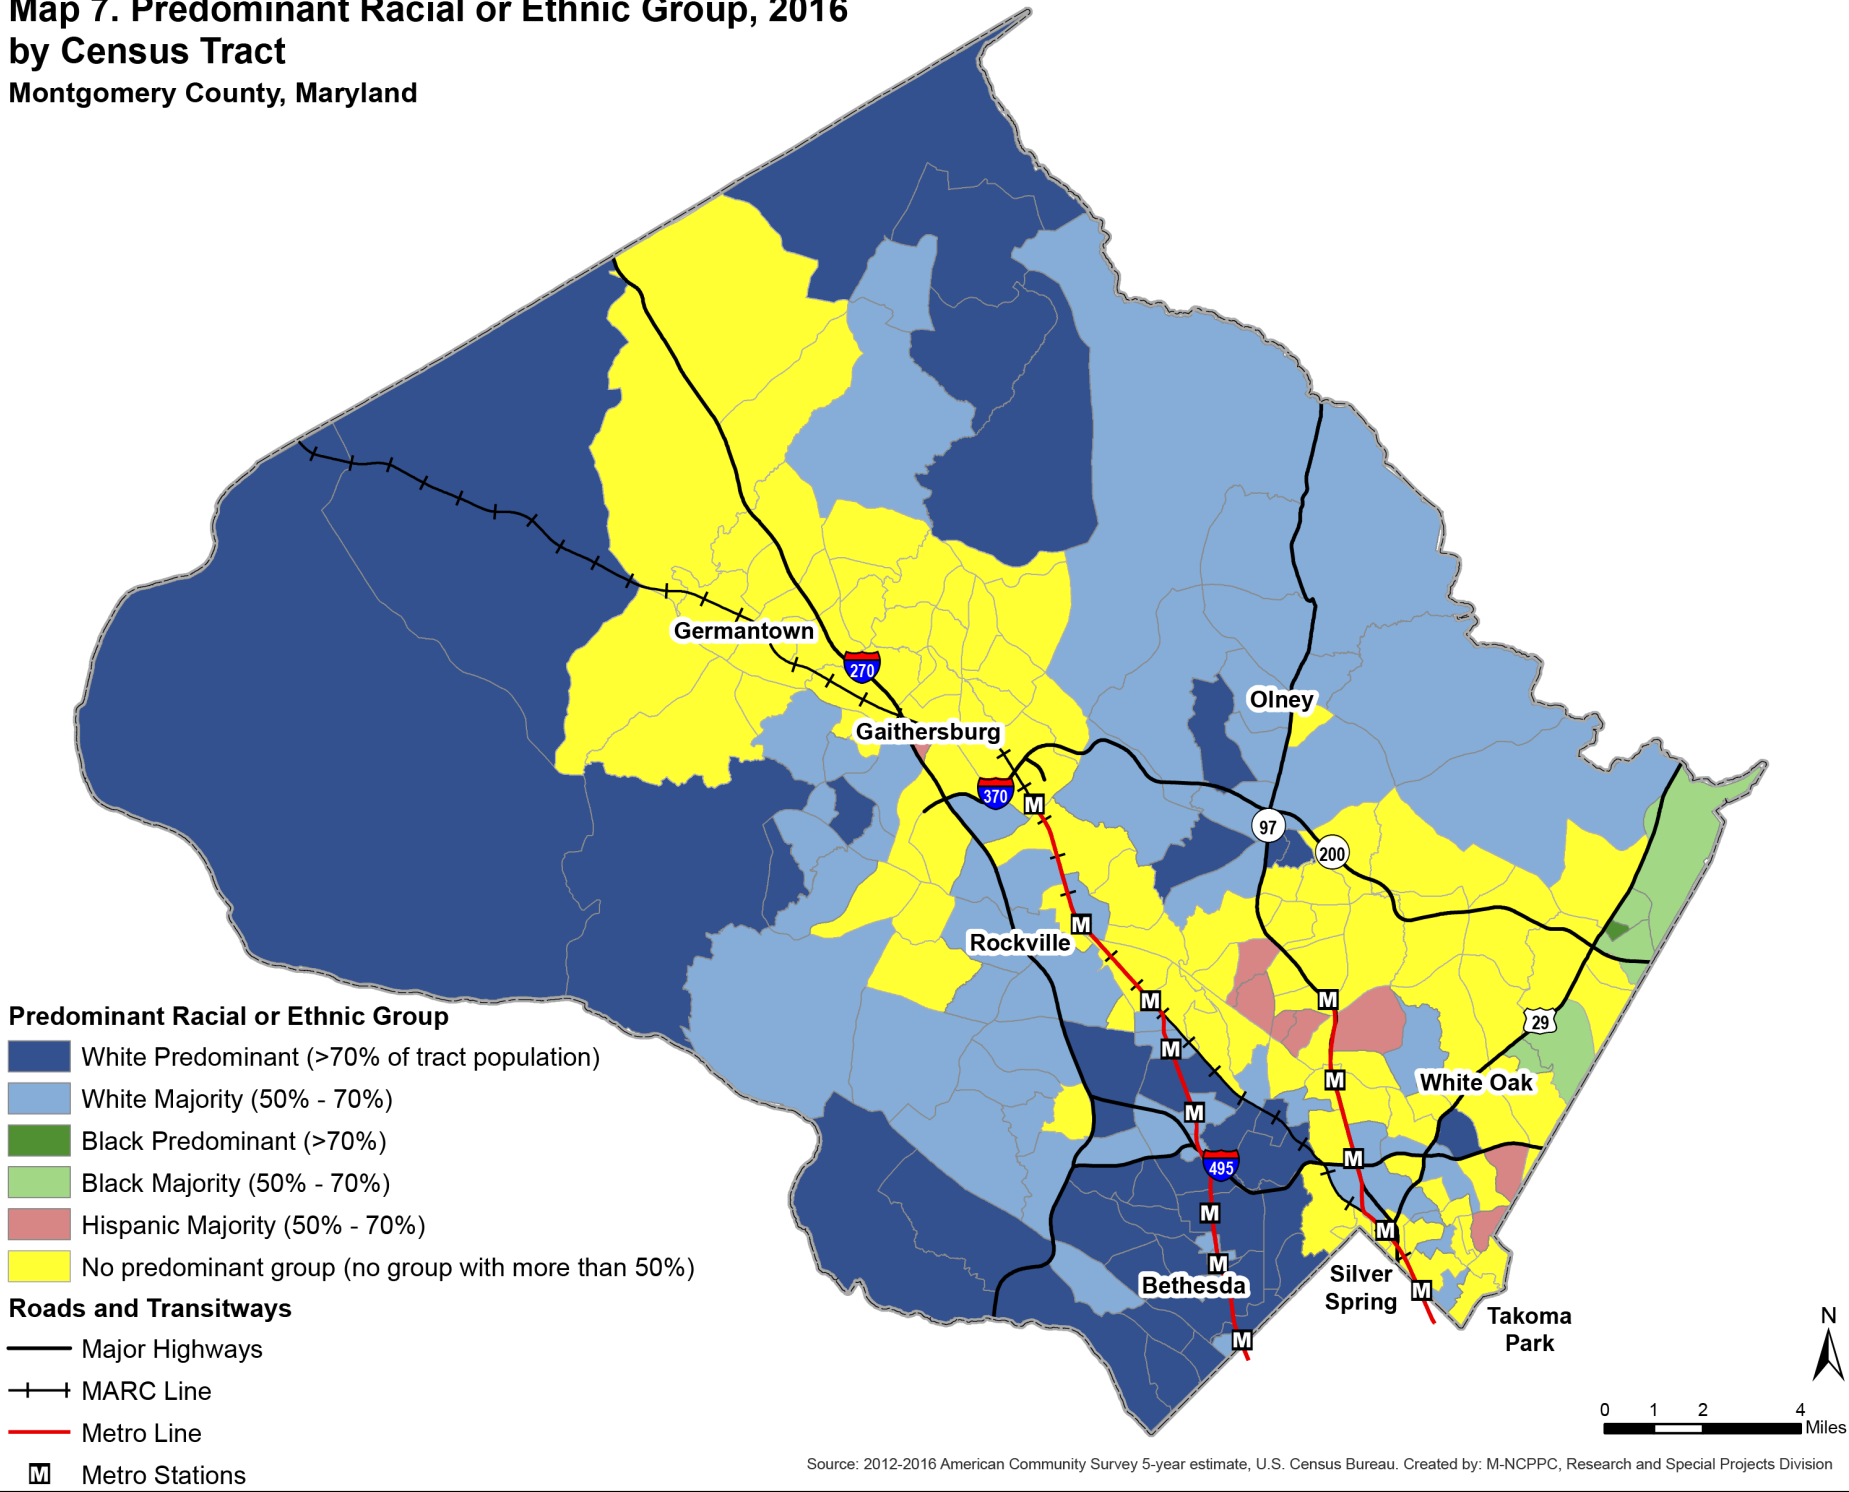 Map 7. Predominant Racial or Ethnic Group, 2016
by Census Tract
Montgomery County, Maryland
Germantown
270
Gaithersburg
Olney
370
M
97
200
M
Rockville
M
M
29
M
M
White Oak
M
M
495
M
M
M
M
Bethesda
Silver
Spring
M
Takoma
Park
M
Predominant Racial or Ethnic Group
White Predominant (>70% of tract population)
White Majority (50% - 70%)
Black Predominant (>70%)
Black Majority (50% - 70%)
Hispanic Majority (50% - 70%)
No predominant group (no group with more than 50%)
Roads and Transitways
Major Highways
MARC Line
Metro Line
M Metro Stations
N
0 1 2 4
Miles
Source: 2012-2016 American Community Survey 5-year estimate, U.S. Census Bureau. Created by: M-NCPPC, Research and Special Projects Division